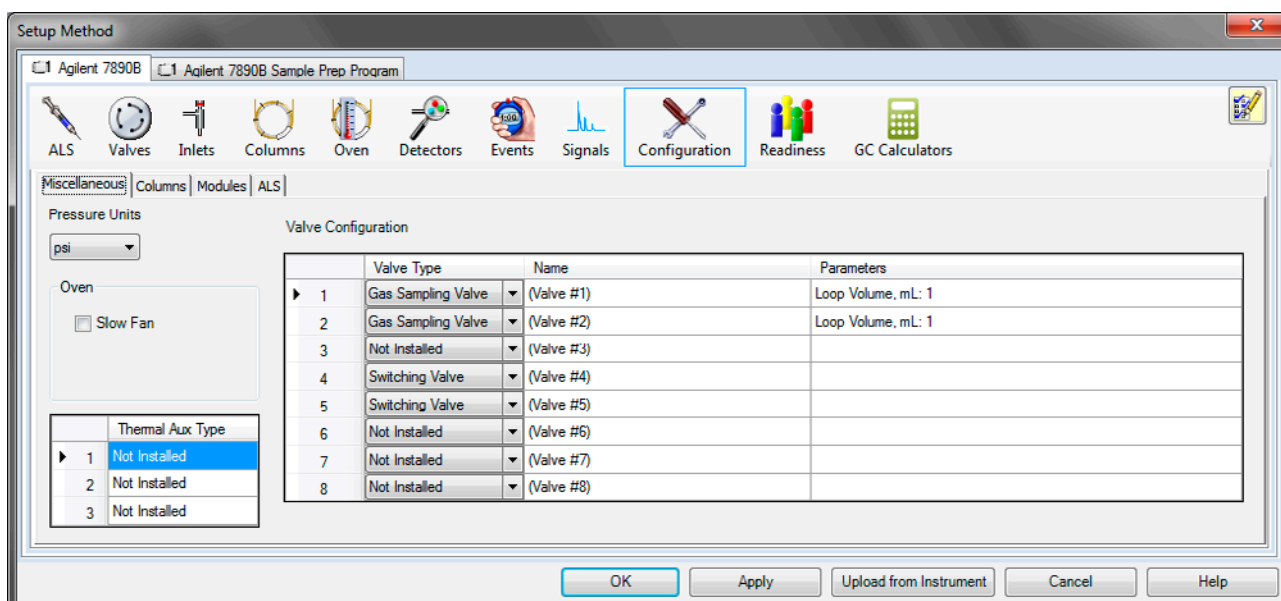 Setup Method
Agilent 7890B Agilent 7890B Sample Prep Program
ALS Valves Inlets Columns Oven Detectors Events Signals Configuration Readiness GC Calculators
Miscellaneous Columns Modules ALS
Pressure Units
psi
Oven
Slow Fan
Thermal Aux Type
1 Not Installed
2 Not Installed
3 Not Installed
Valve Configuration
Valve Type Name Parameters
1 Gas Sampling Valve (Valve #1) Loop Volume, mL: 1
2 Gas Sampling Valve (Valve #2) Loop Volume, mL: 1
3 Not Installed (Valve #3)
4 Switching Valve (Valve #4)
5 Switching Valve (Valve #5)
6 Not Installed (Valve #6)
7 Not Installed (Valve #7)
8 Not Installed (Valve #8)
OK Apply Upload from Instrument Cancel Help